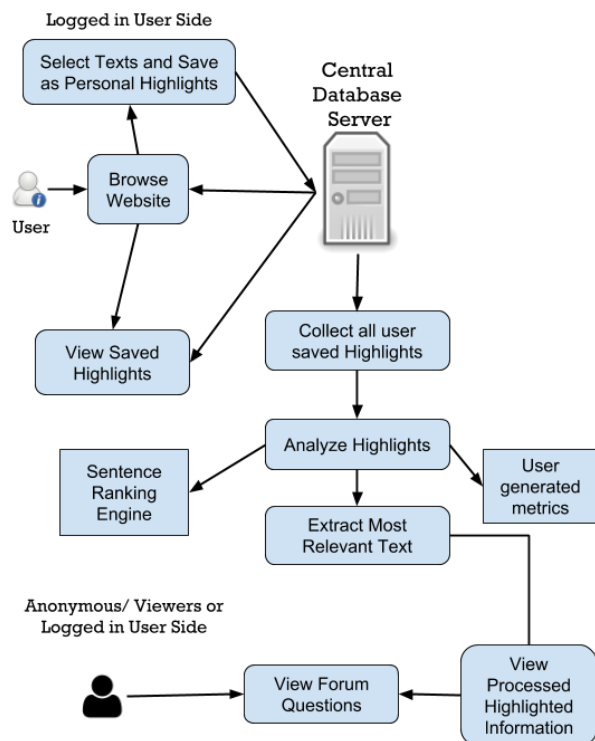 Logged in User Side
Select Texts and Save
as Personal Highlights
Central
Database
Server
Browse
Website
User
View Saved
Highlights
Collect all user
saved Highlights
Analyze Highlights
Sentence
Ranking
Engine
User
generated
metrics
Extract Most
Relevant Text
Anonymous/ Viewers or
Logged in User Side
View Forum
Questions
View
Processed
Highlighted
Information